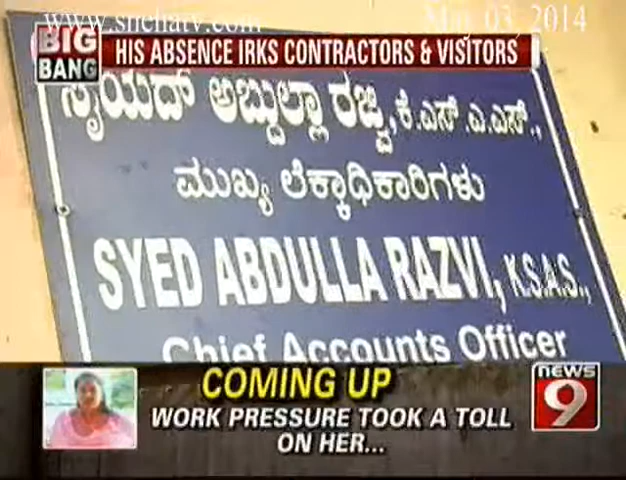 www.snehatv.com Mar 03, 2014
BIG BANG
HIS ABSENCE IRKS CONTRACTORS & VISITORS
ಸೈಯದ್ ಅಬ್ದುಲ್ಲಾ ರಜ್ವಿ, ಕೆ.ಎಸ್.ಎ.ಎಸ್.,
ಮುಖ್ಯ ಲೆಕ್ಕಾಧಿಕಾರಿಗಳು
SYED ABDULLA RAZVI, K.S.A.S.,
Chief Accounts Officer
COMING UP
WORK PRESSURE TOOK A TOLL
ON HER...
NEWS
9